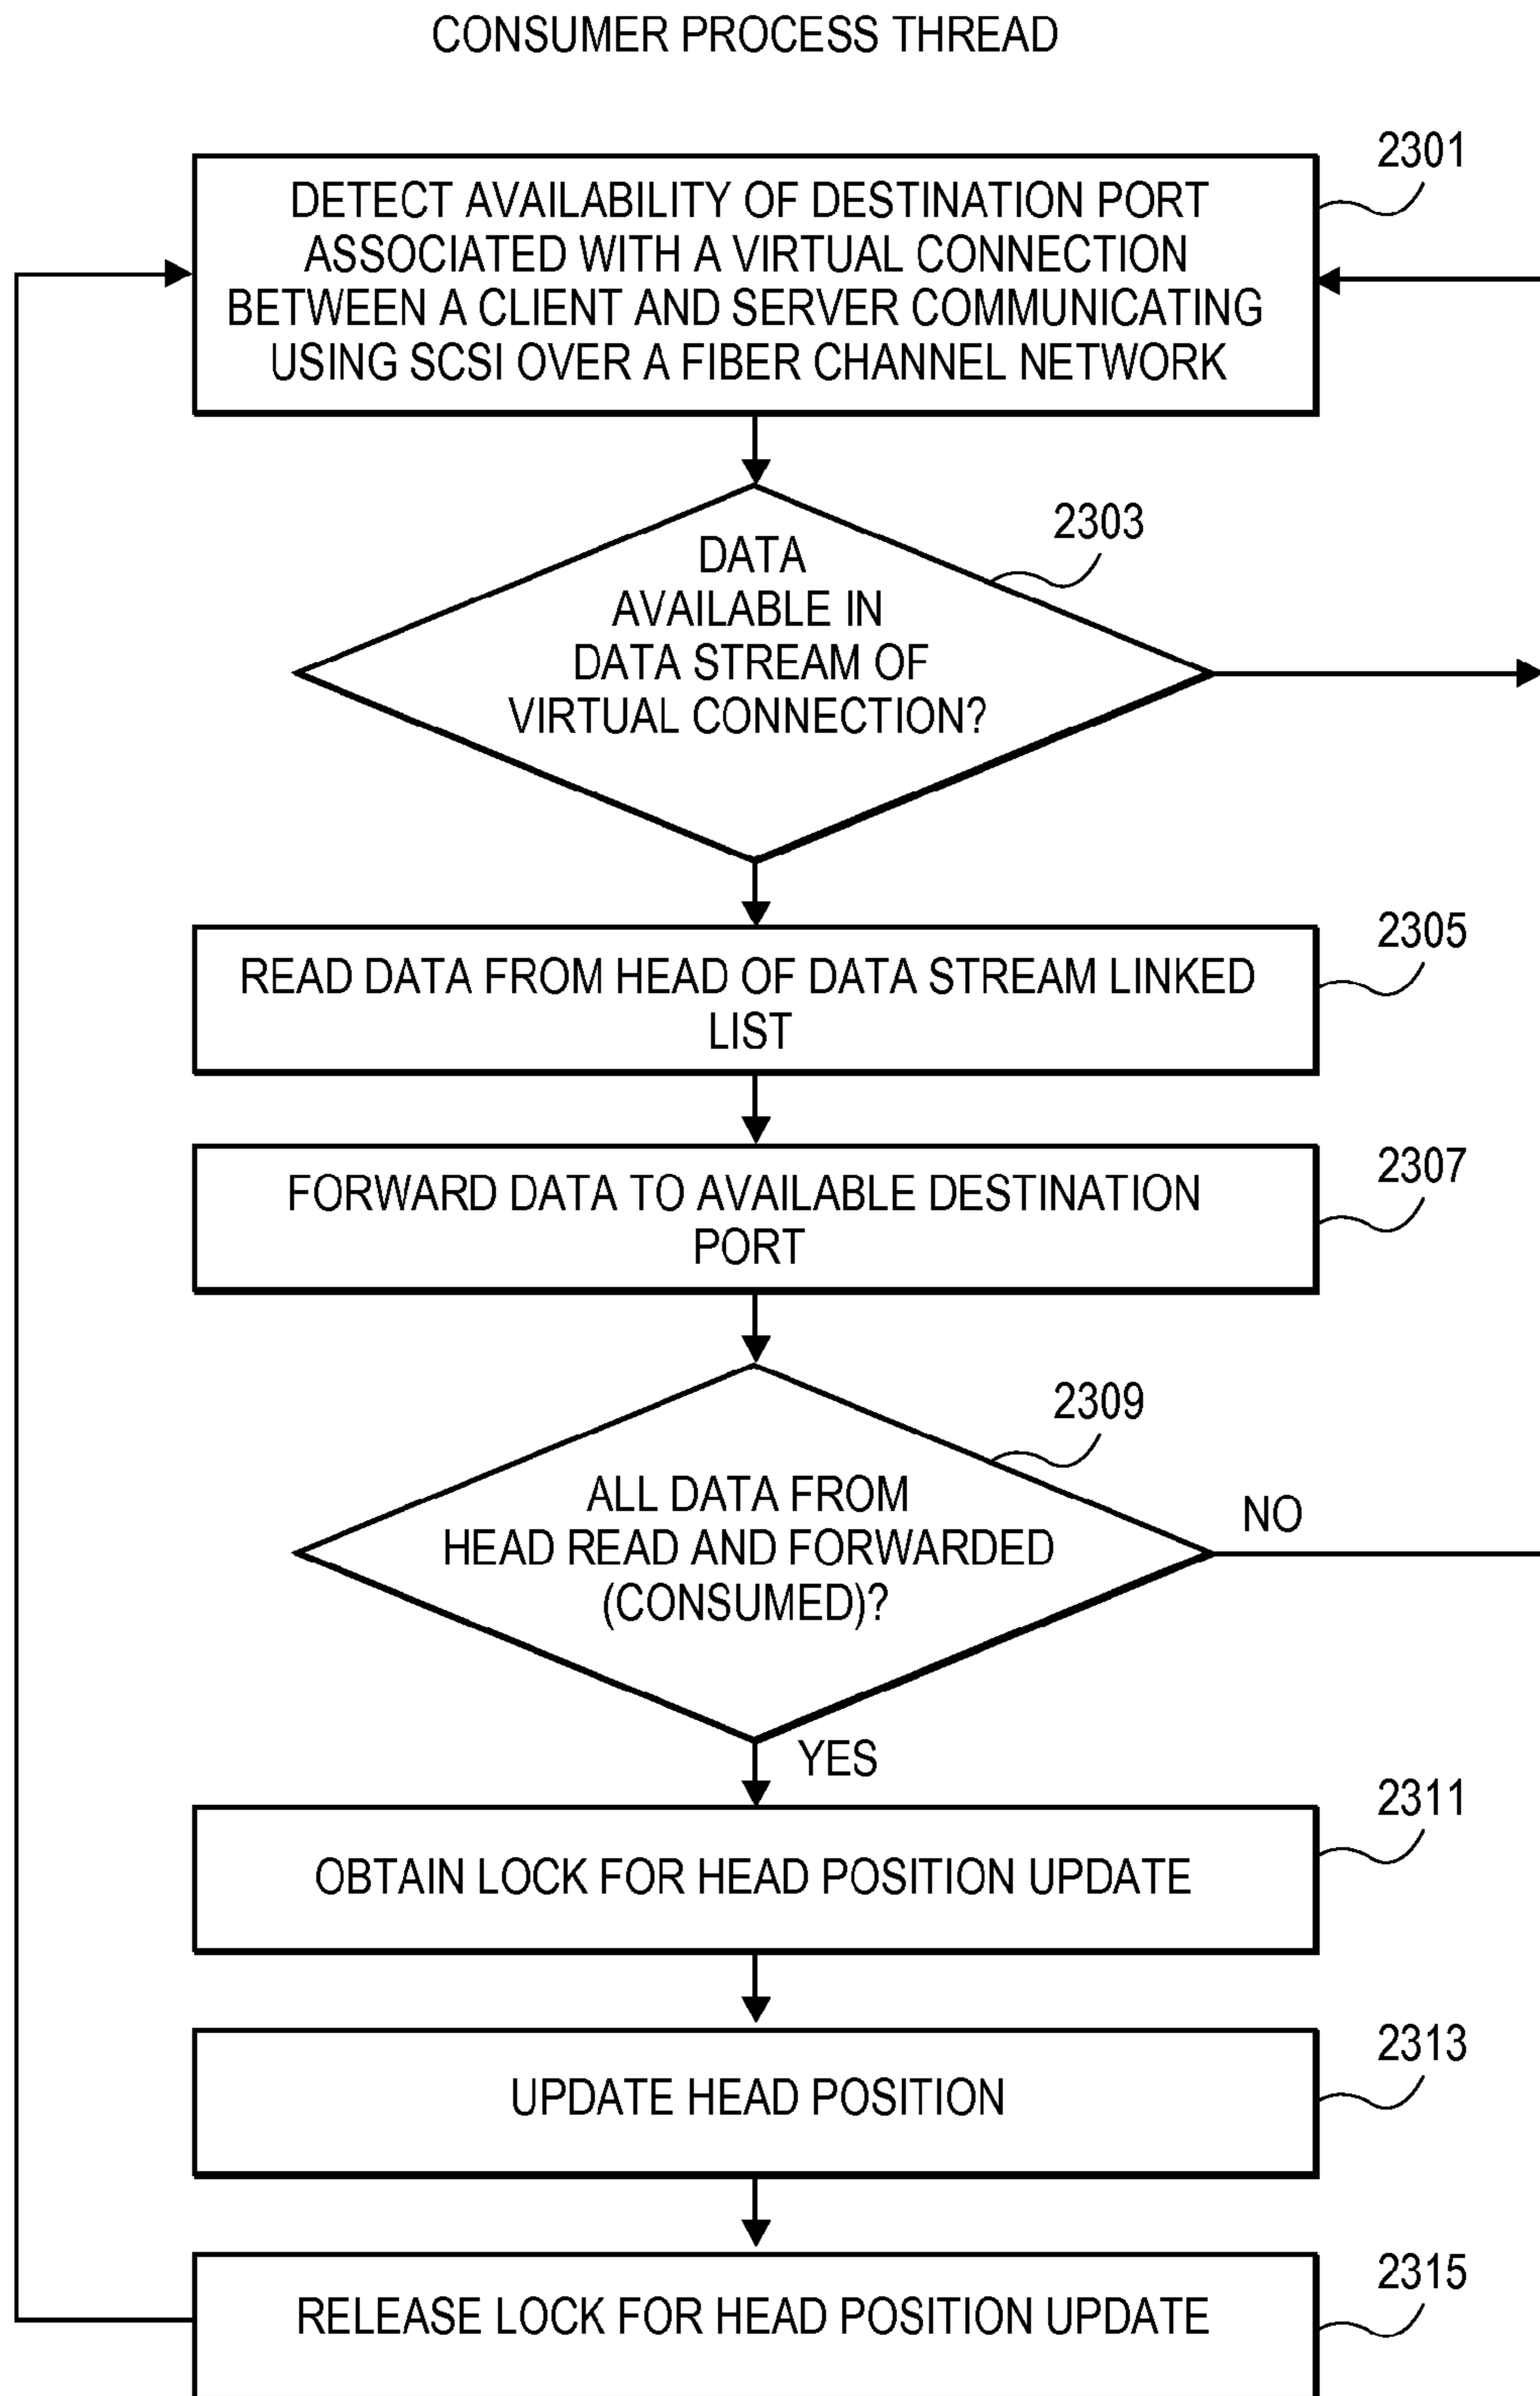 CONSUMER PROCESS THREAD
2301
DETECT AVAILABILITY OF DESTINATION PORT
ASSOCIATED WITH A VIRTUAL CONNECTION
BETWEEN A CLIENT AND SERVER COMMUNICATING
USING SCSI OVER A FIBER CHANNEL NETWORK
2303
DATA
AVAILABLE IN
DATA STREAM OF
VIRTUAL CONNECTION?
2305
READ DATA FROM HEAD OF DATA STREAM LINKED
LIST
2307
FORWARD DATA TO AVAILABLE DESTINATION
PORT
2309
ALL DATA FROM
HEAD READ AND FORWARDED
(CONSUMED)?
NO
YES
2311
OBTAIN LOCK FOR HEAD POSITION UPDATE
2313
UPDATE HEAD POSITION
2315
RELEASE LOCK FOR HEAD POSITION UPDATE